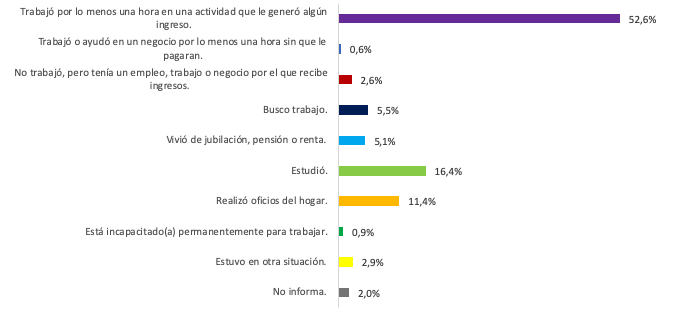 Trabajó por lo menos una hora en una actividad que le generó algún
ingreso.
52,6%
Trabajó o ayudó en un negocio por lo menos una hora sin que le
pagaran.
0,6%
No trabajó, pero tenía un empleo, trabajo o negocio por el que recibe
ingresos.
2,6%
Busco trabajo.
5,5%
Vivió de jubilación, pensión o renta.
5,1%
Estudió.
16,4%
Realizó oficios del hogar.
11,4%
Está incapacitado(a) permanentemente para trabajar.
0,9%
Estuvo en otra situación.
2,9%
No informa.
2,0%